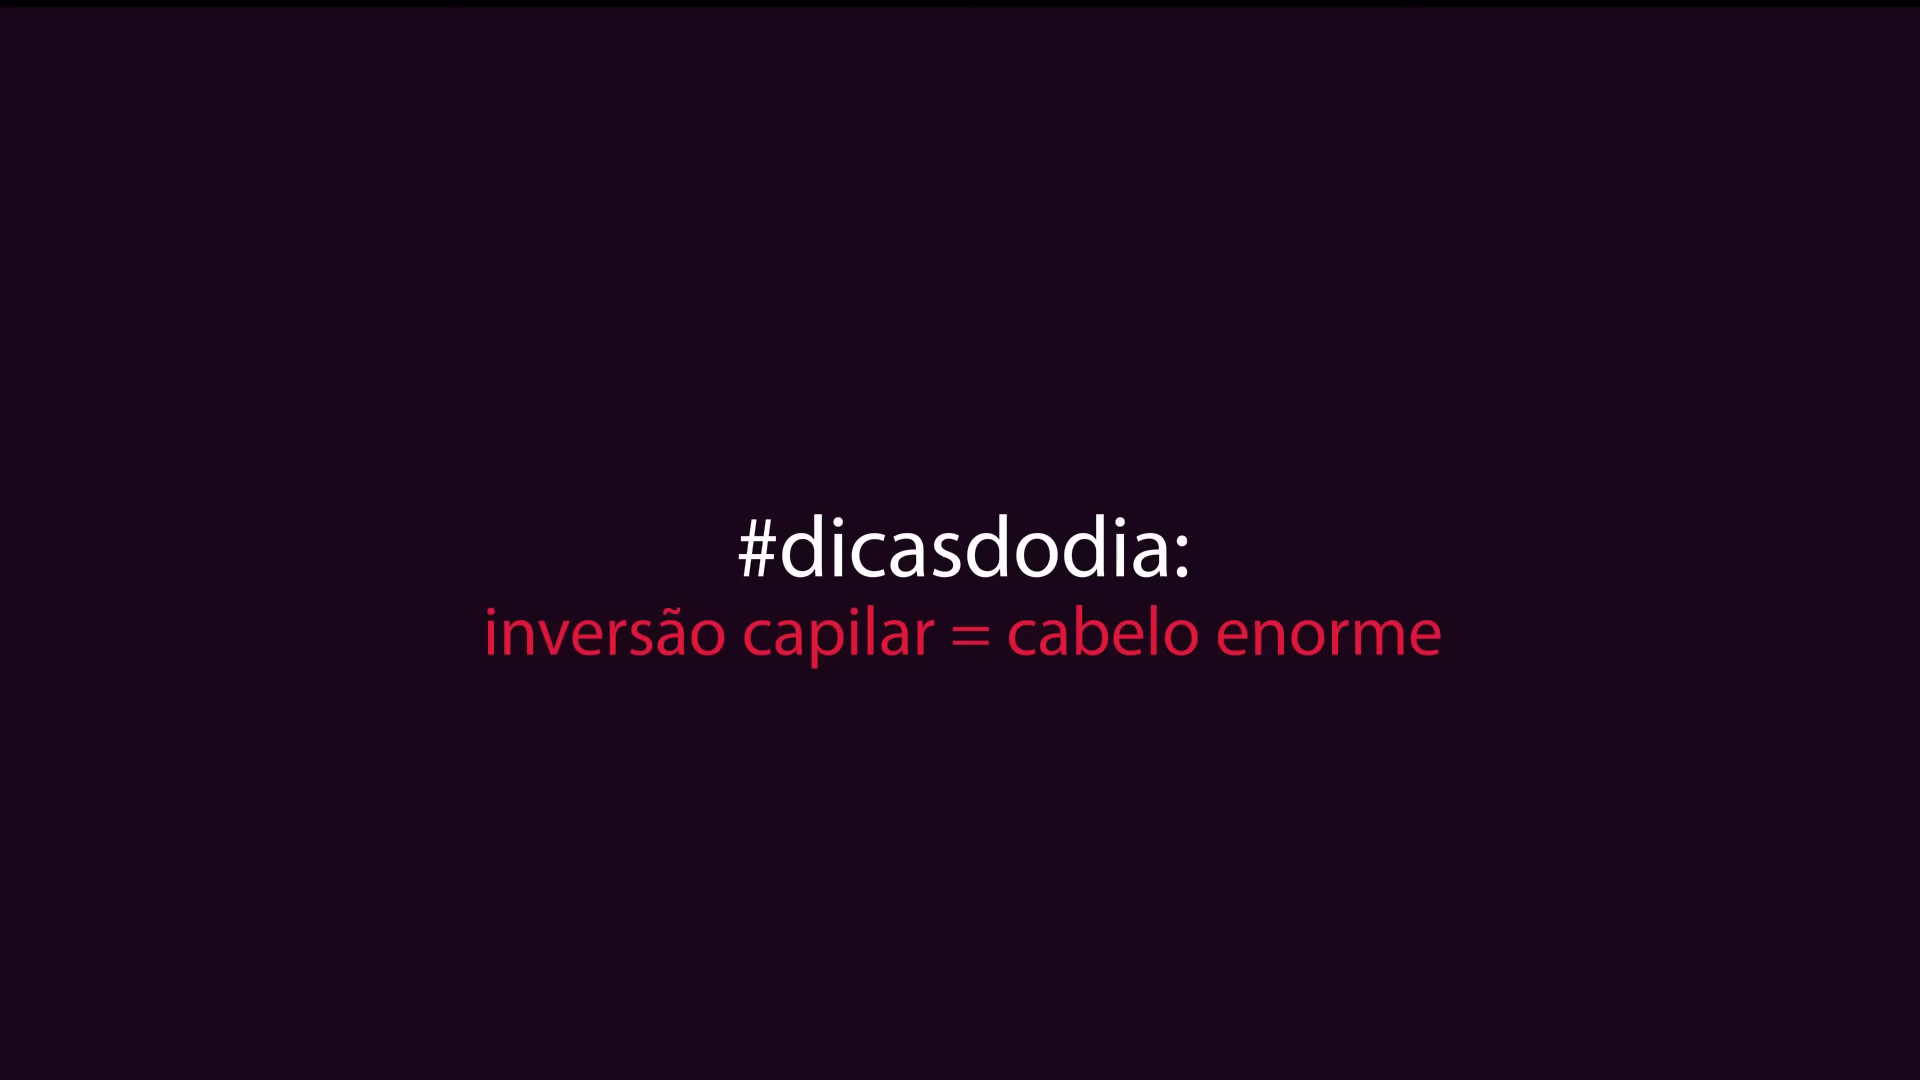 #dicasdodia:
inversão capilar = cabelo enorme